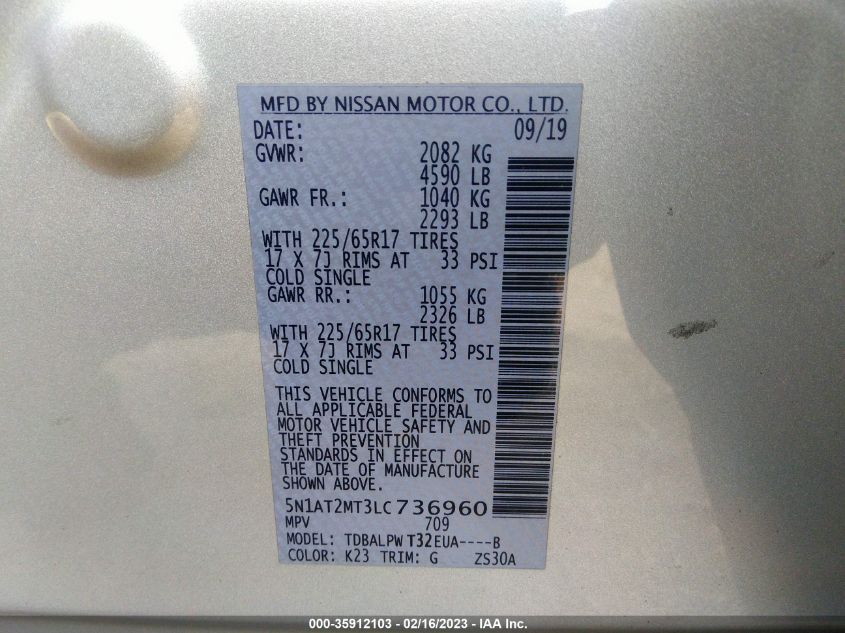 MFD BY NISSAN MOTOR CO., LTD.
DATE: 09/19
GVWR: 2082 KG
4590 LB
GAWR FR.: 1040 KG
2293 LB
WITH 225/65R17 TIRES
17 X 7J RIMS AT 33 PSI
COLD SINGLE
GAWR RR.: 1055 KG
2326 LB
WITH 225/65R17 TIRES
17 X 7J RIMS AT 33 PSI
COLD SINGLE
THIS VEHICLE CONFORMS TO
ALL APPLICABLE FEDERAL
MOTOR VEHICLE SAFETY AND
THEFT PREVENTION
STANDARDS IN EFFECT ON
THE DATE OF MANUFACTURE
SHOWN ABOVE.
5N1AT2MT3LC736960
MPV 709
MODEL: TDBALPW T32EUA----B
COLOR: K23 TRIM: G ZS30A
000-35912103 - 02/16/2023 - IAA Inc.